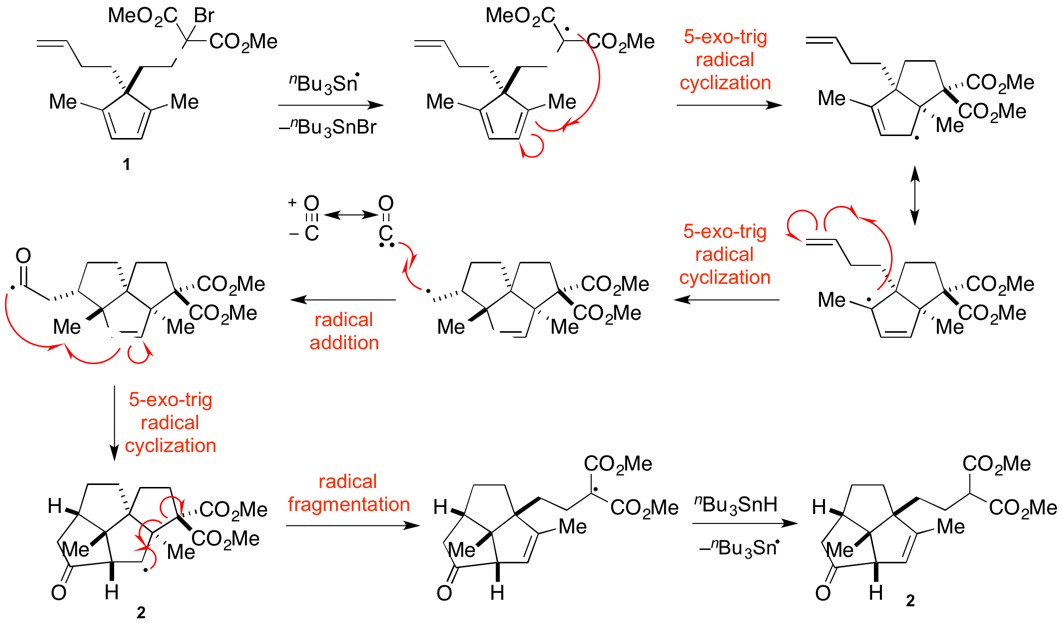 MeO₂C Br
CO₂Me
Me Me
1
ⁿBu₃Sn•
–ⁿBu₃SnBr
MeO₂C •
CO₂Me
Me Me
5-exo-trig
radical
cyclization
CO₂Me
CO₂Me
Me
Me
•
+ O O
– C C
5-exo-trig
radical
cyclization
Me
•
CO₂Me
CO₂Me
Me
•
CO₂Me
CO₂Me
Me
Me
radical
addition
O
•
CO₂Me
CO₂Me
Me
Me
5-exo-trig
radical
cyclization
H
CO₂Me
CO₂Me
Me
Me
•
O
H
2
radical
fragmentation
CO₂Me
•
CO₂Me
H
Me
Me
O
H
ⁿBu₃SnH
–ⁿBu₃Sn•
CO₂Me
CO₂Me
H
Me
Me
O
H
2